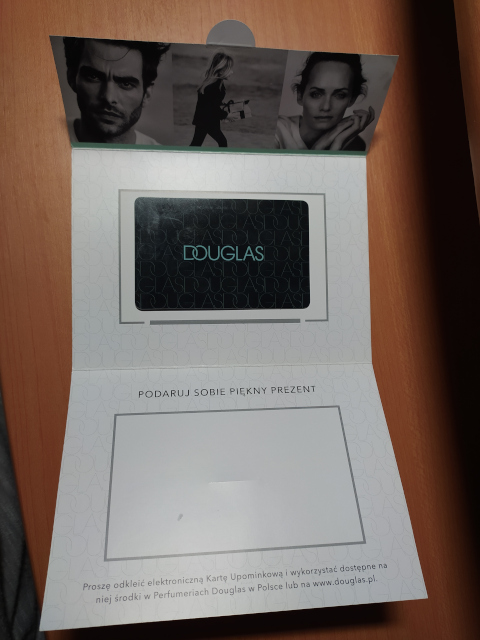 DOUGLAS
PODARUJ SOBIE PIĘKNY PREZENT
Proszę odkleić elektroniczną Kartę Upominkową i wykorzystać dostępne na
niej środki w Perfumeriach Douglas w Polsce lub na www.douglas.pl.